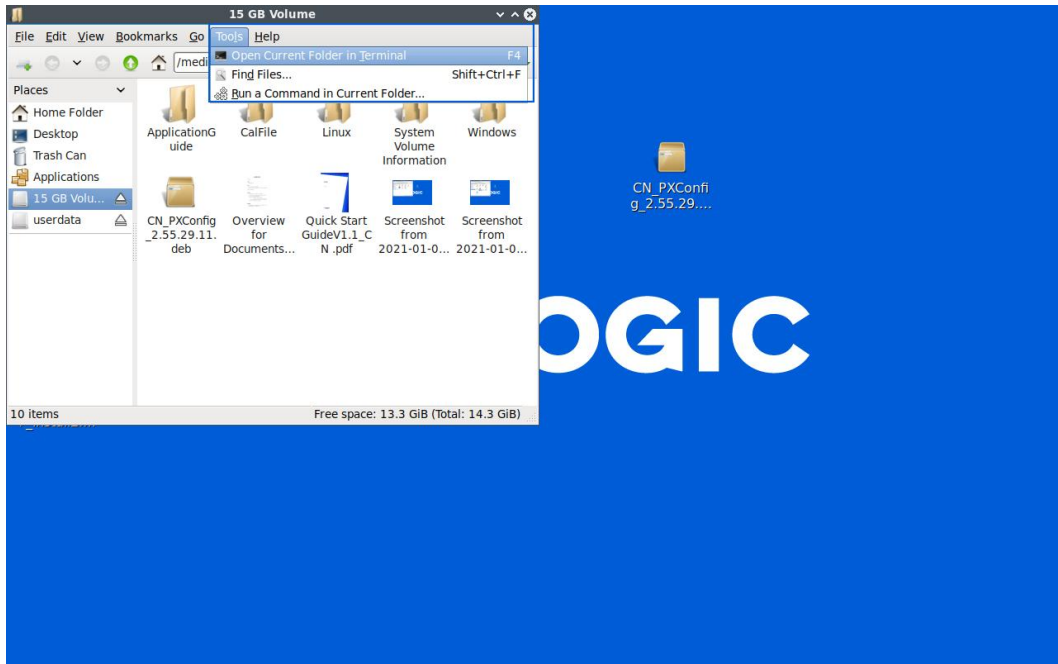 15 GB Volume
File Edit View Bookmarks Go Tools Help
/medi
Open Current Folder in Terminal F4
Find Files... Shift+Ctrl+F
Run a Command in Current Folder...
Places
Home Folder
Desktop
Trash Can
Applications
15 GB Volu...
userdata
ApplicationG
uide
CalFile
Linux
System
Volume
Information
Windows
CN_PXConfig
_2.55.29.11.
deb
Overview
for
Documents...
Quick Start
GuideV1.1_C
N .pdf
Screenshot
from
2021-01-0...
Screenshot
from
2021-01-0...
10 items
Free space: 13.3 GiB (Total: 14.3 GiB)
CN_PXConfi
g_2.55.29....
OGIC